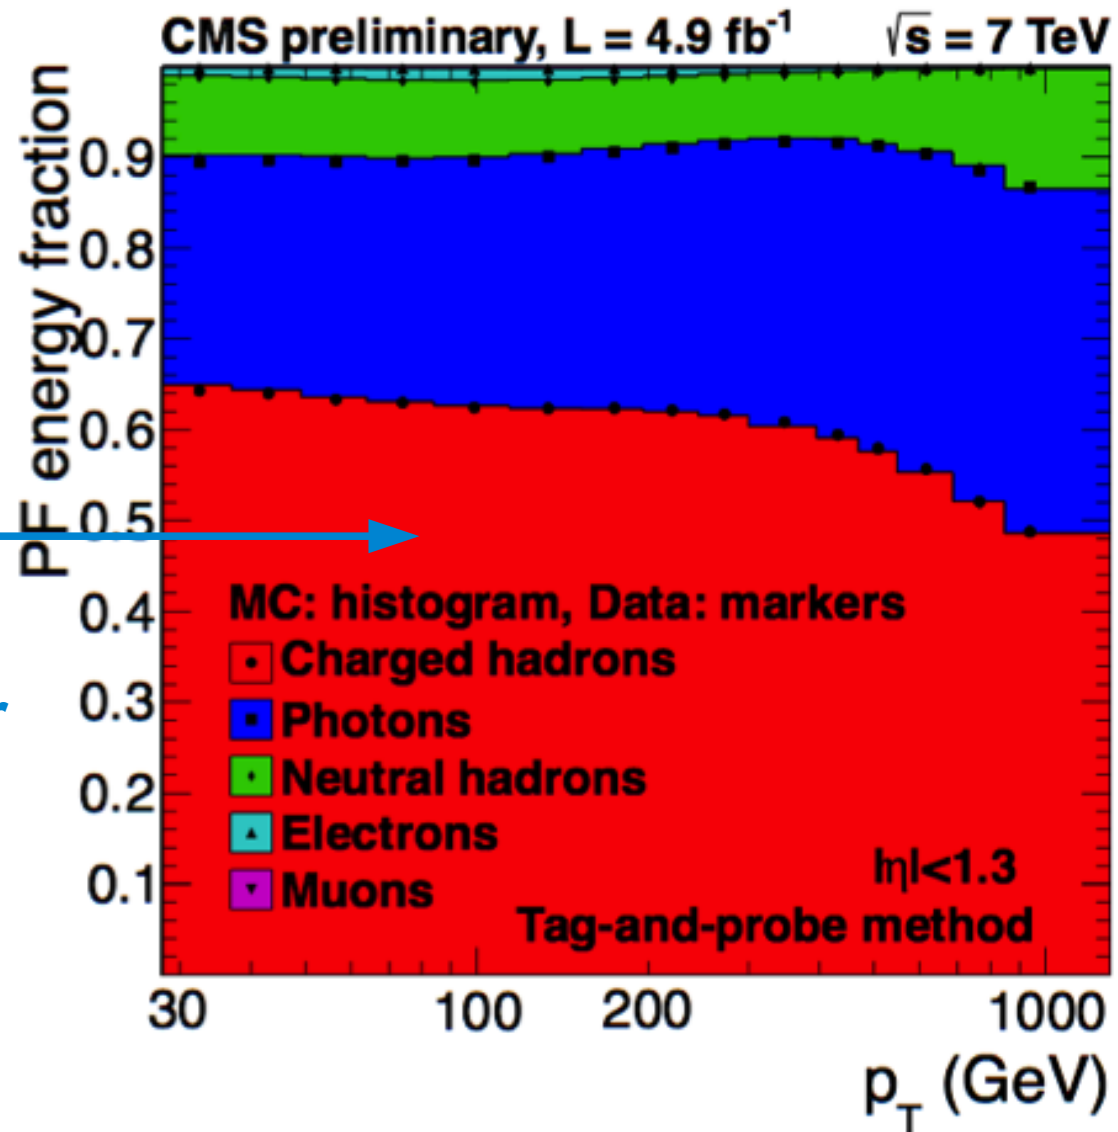 CMS preliminary, L = 4.9 fb⁻¹ √s = 7 TeV
PF energy fraction
0.9
0.8
0.7
0.6
0.5
0.4
0.3
0.2
0.1
MC: histogram, Data: markers
Charged hadrons
Photons
Neutral hadrons
Electrons
Muons
|η|<1.3
Tag-and-probe method
30 100 200 1000
p_T (GeV)